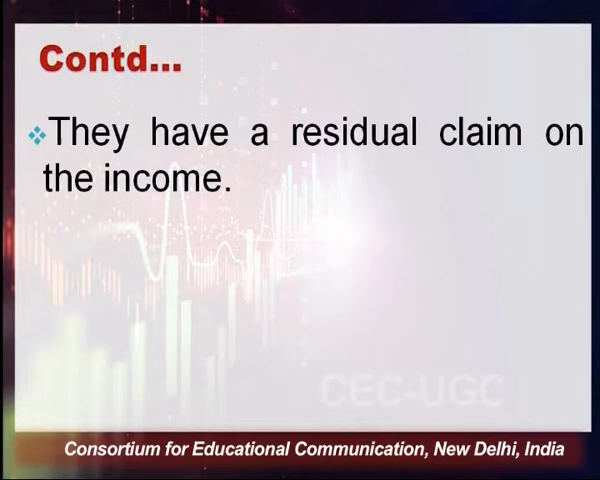 Contd...
They have a residual claim on
the income.
CEC-UGC
Consortium for Educational Communication, New Delhi, India